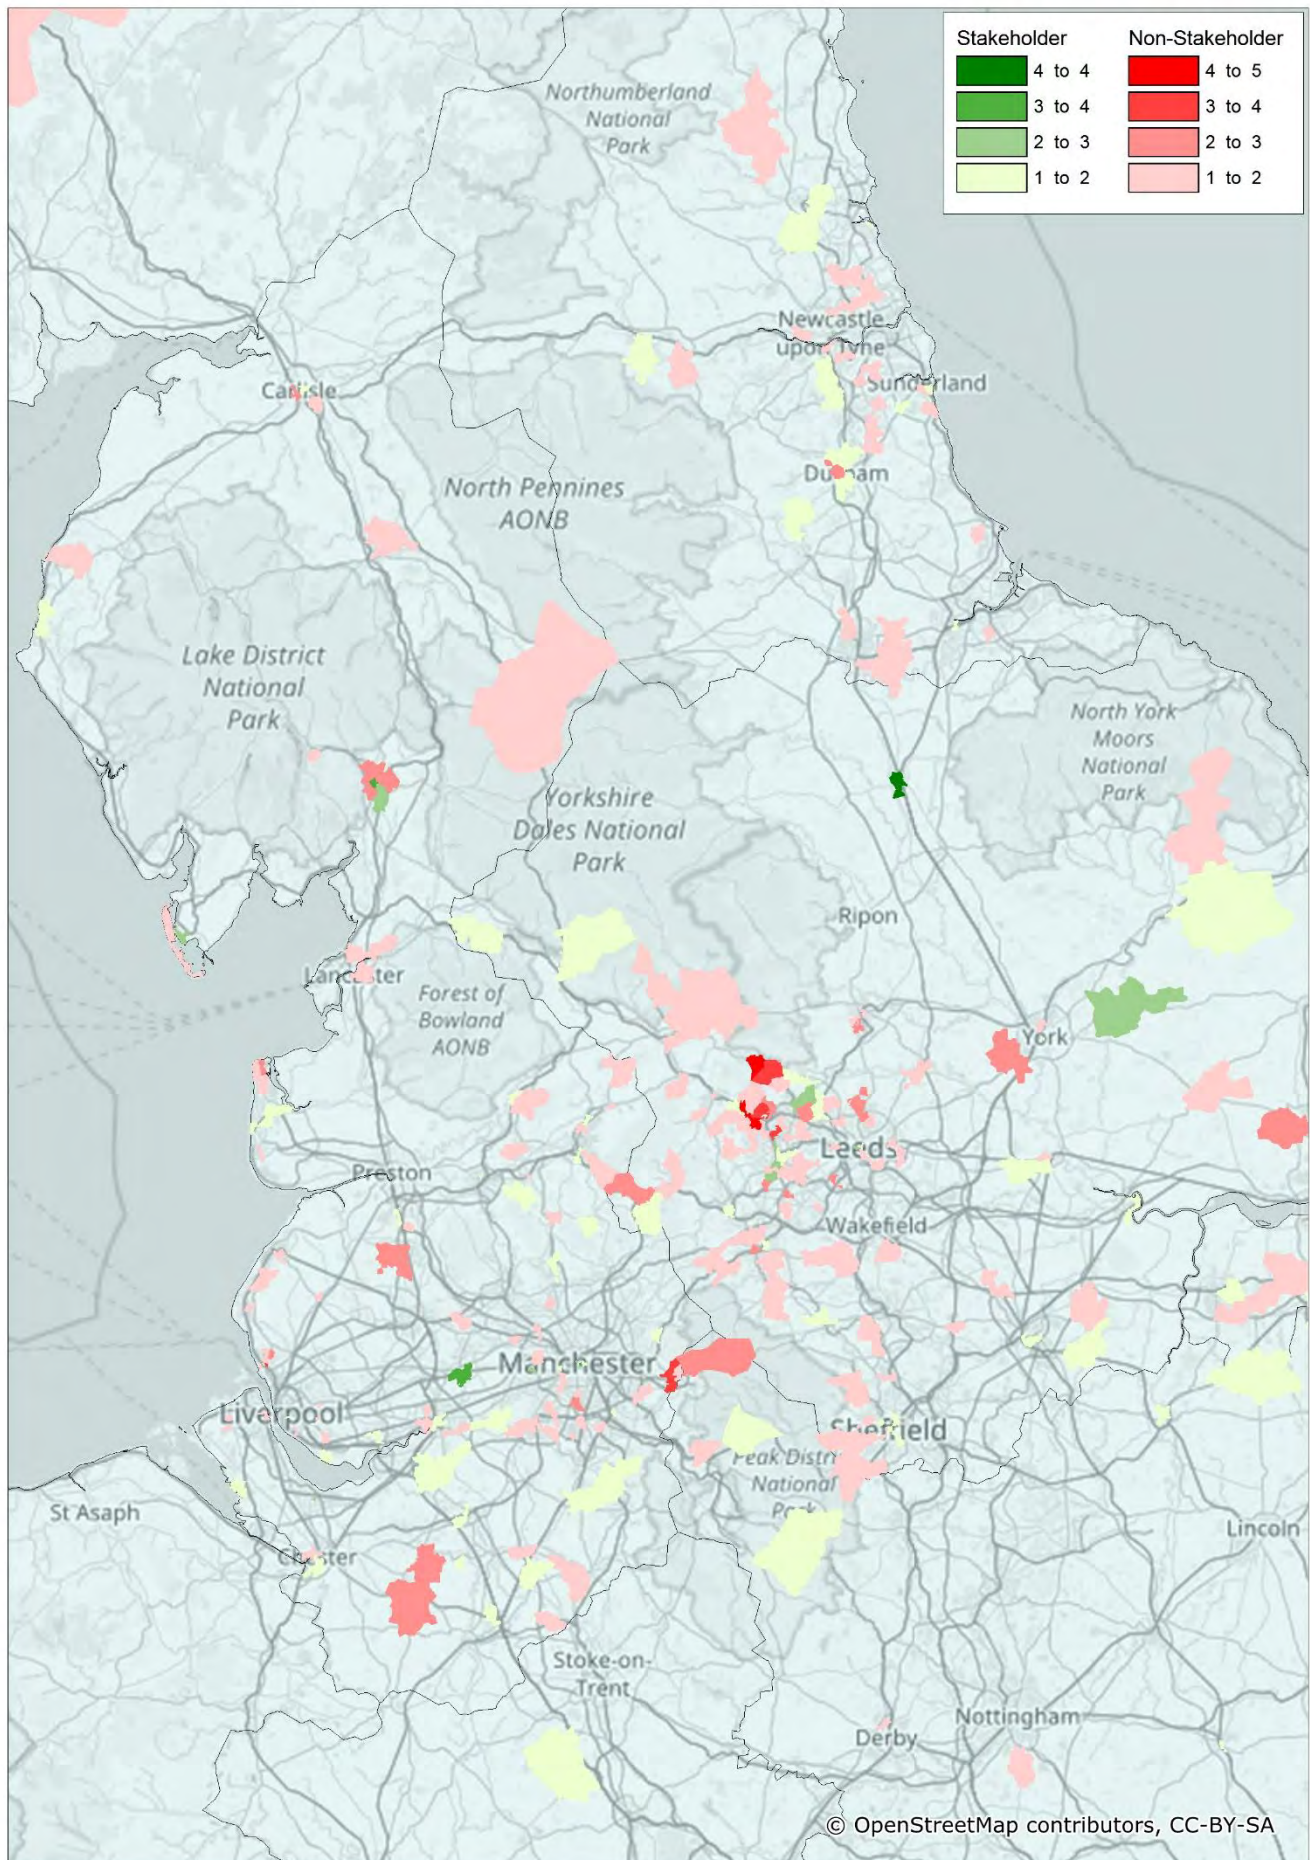 Stakeholder
Non-Stakeholder
4 to 4
4 to 5
3 to 4
3 to 4
2 to 3
2 to 3
1 to 2
1 to 2
Northumberland
National
Park
Newcastle
upon Tyne
Sunderland
Carlisle
Durham
North Pennines
AONB
Lake District
National
Park
North York
Moors
National
Park
Yorkshire
Dales National
Park
Ripon
Lancaster
Forest of
Bowland
AONB
York
Leeds
Preston
Wakefield
Manchester
Liverpool
Sheffield
Peak Distri
National
Park
St Asaph
Lincoln
Chester
Stoke-on-
Trent
Nottingham
Derby
© OpenStreetMap contributors, CC-BY-SA